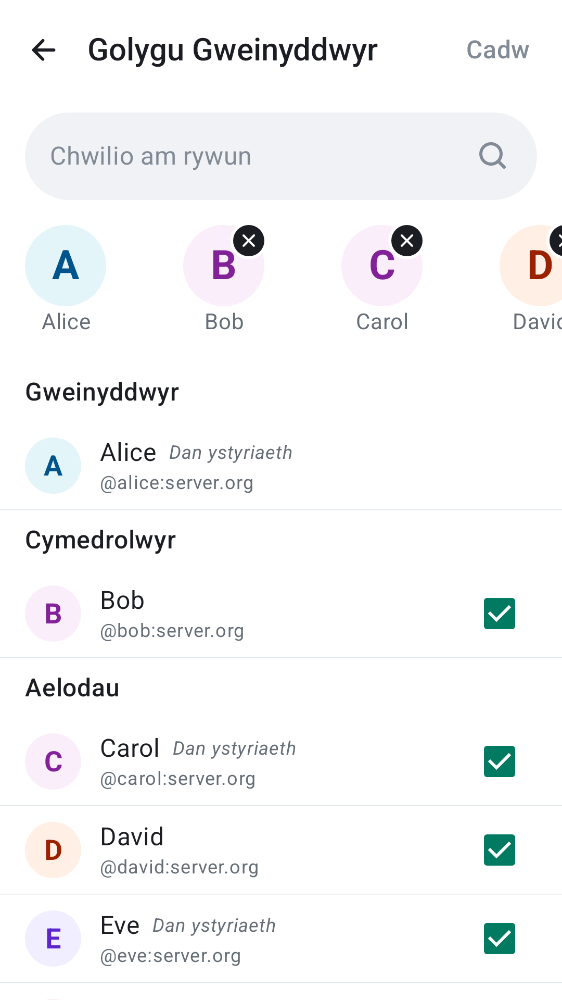 Golygu Gweinyddwyr
Cadw
Chwilio am rywun
A
B
C
D
Alice
Bob
Carol
Davi
Gweinyddwyr
A
Alice Dan ystyriaeth
@alice:server.org
Cymedrolwyr
B
Bob
@bob:server.org
Aelodau
C
Carol Dan ystyriaeth
@carol:server.org
D
David
@david:server.org
E
Eve Dan ystyriaeth
@eve:server.org